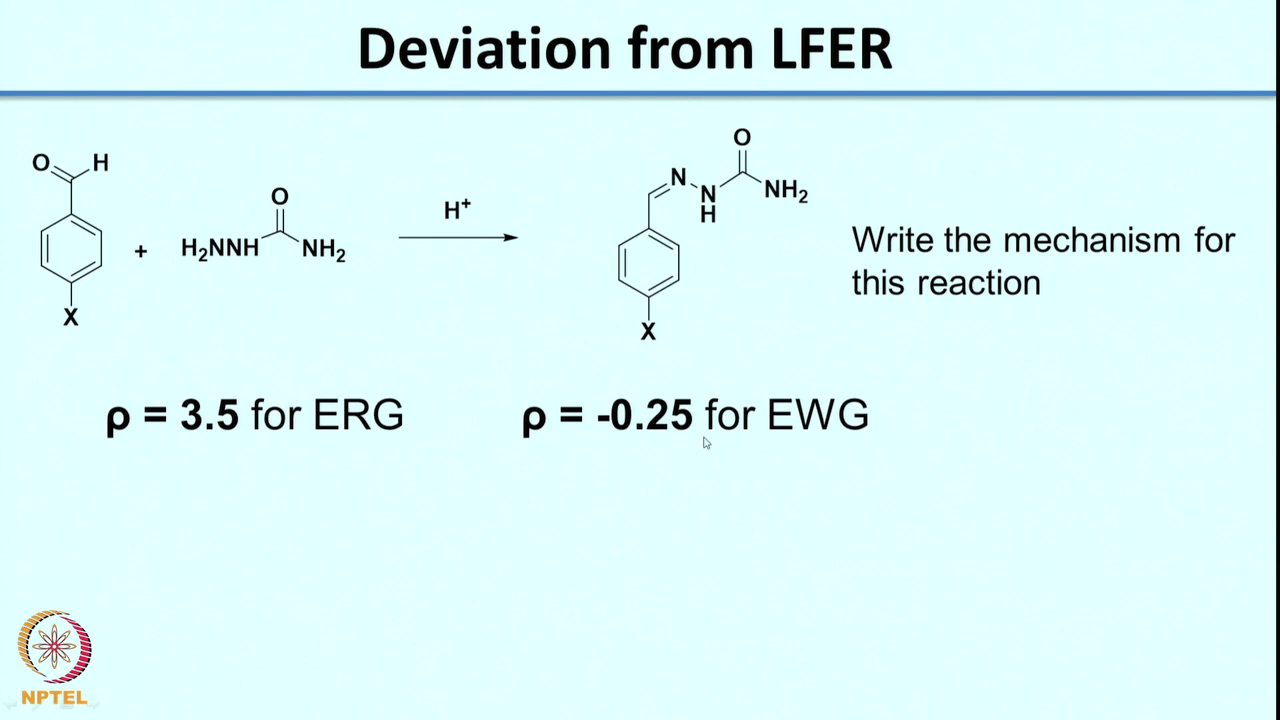 Deviation from LFER
O H
X
+
H₂NNH
O
NH₂
H⁺
N
N
H
O
NH₂
X
Write the mechanism for
this reaction
ρ = 3.5 for ERG
ρ = -0.25 for EWG
NPTEL